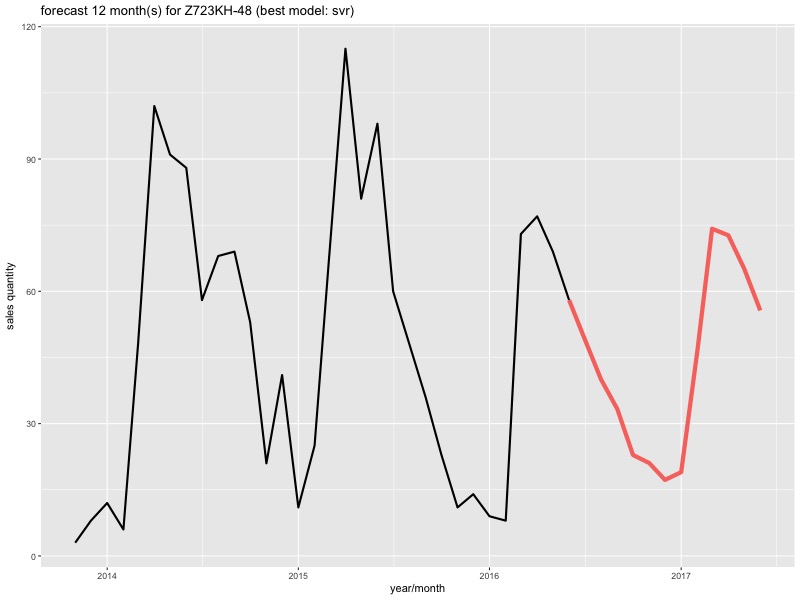 forecast 12 month(s) for Z723KH-48 (best model: svr)
120
90
60
30
0
sales quantity
2014 2015 2016 2017
year/month